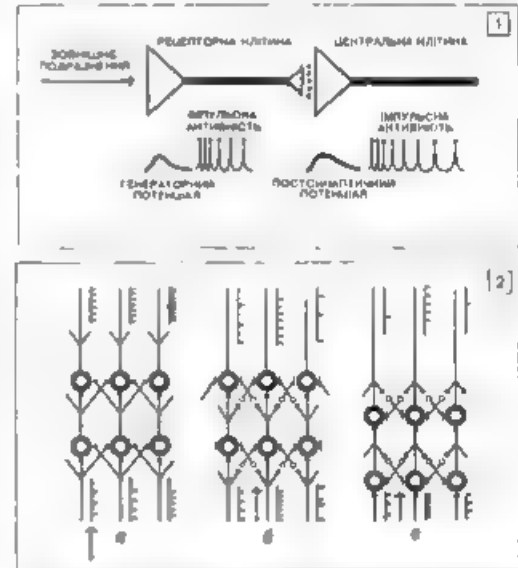 1
РЕЦЕПТОРНА КЛІТИНА
ЦЕНТРАЛЬНА КЛІТИНА
ЗОВНІШНЄ
ПОДРАЗНЕННЯ
ІМПУЛЬСНА
АКТИВНІСТЬ
ІМПУЛЬСНА
АКТИВНІСТЬ
ГЕНЕРАТОРНИЙ
ПОТЕНЦІАЛ
ПОСТСИНАПТИЧНИЙ
ПОТЕНЦІАЛ
2
а
б
в